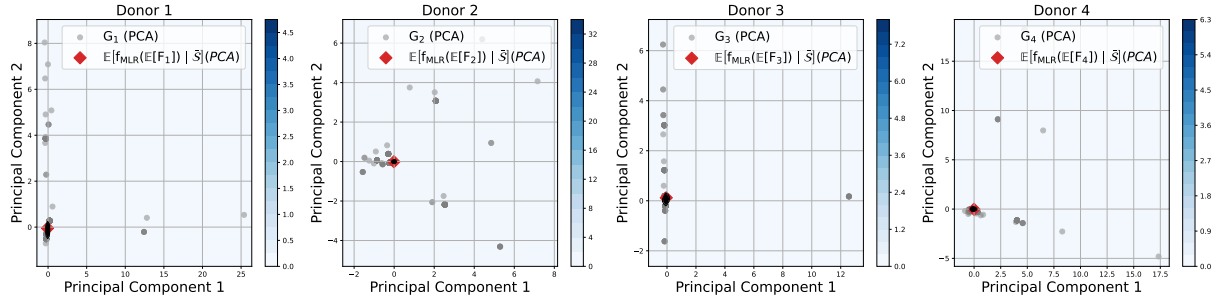 Donor 1
G₁ (PCA)
𝔼[f_MLR(𝔼[F₁]) | S̄](PCA)
Principal Component 2
8
6
4
2
0
0 5 10 15 20 25
Principal Component 1
4.5
4.0
3.5
3.0
2.5
2.0
1.5
1.0
0.5
0.0
Donor 2
G₂ (PCA)
𝔼[f_MLR(𝔼[F₂]) | S̄](PCA)
Principal Component 2
6
4
2
0
−2
−4
−2 0 2 4 6 8
Principal Component 1
32
28
24
20
16
12
8
4
0
Donor 3
G₃ (PCA)
𝔼[f_MLR(𝔼[F₃]) | S̄](PCA)
Principal Component 2
6
4
2
0
−2
0 2 4 6 8 10 12
Principal Component 1
7.2
6.0
4.8
3.6
2.4
1.2
0.0
Donor 4
G₄ (PCA)
𝔼[f_MLR(𝔼[F₄]) | S̄](PCA)
Principal Component 2
15
10
5
0
−5
0.0 2.5 5.0 7.5 10.0 12.5 15.0 17.5
Principal Component 1
6.3
5.4
4.5
3.6
2.7
1.8
0.9
0.0